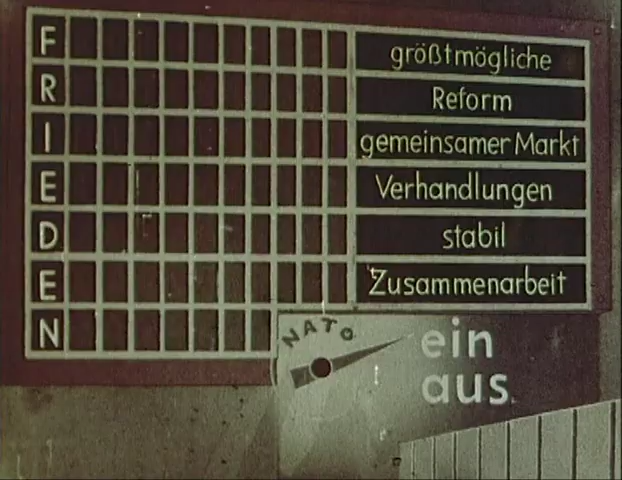 F größtmögliche
R Reform
I gemeinsamer Markt
E Verhandlungen
D stabil
E Zusammenarbeit
N
NATO
ein
aus